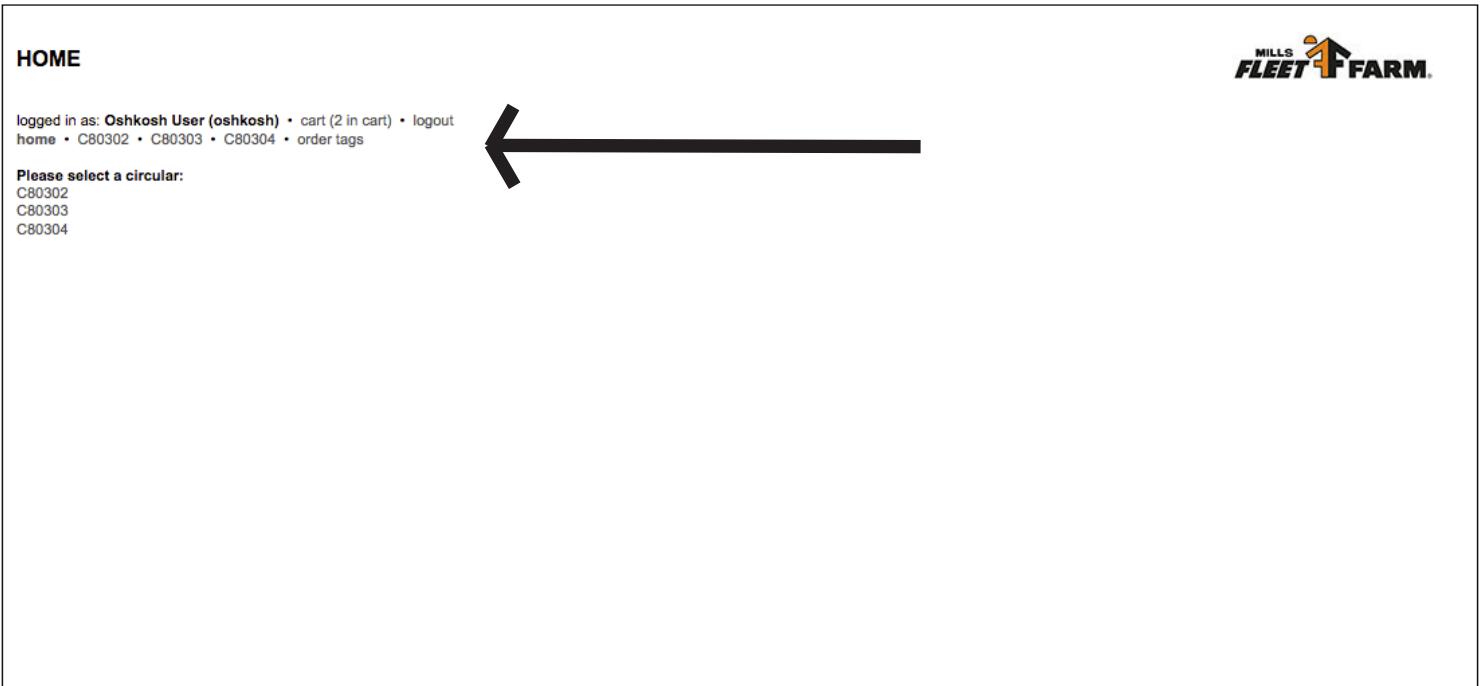 HOME
MILLS
FLEET FARM
logged in as: Oshkosh User (oshkosh) • cart (2 in cart) • logout
home • C80302 • C80303 • C80304 • order tags
Please select a circular:
C80302
C80303
C80304